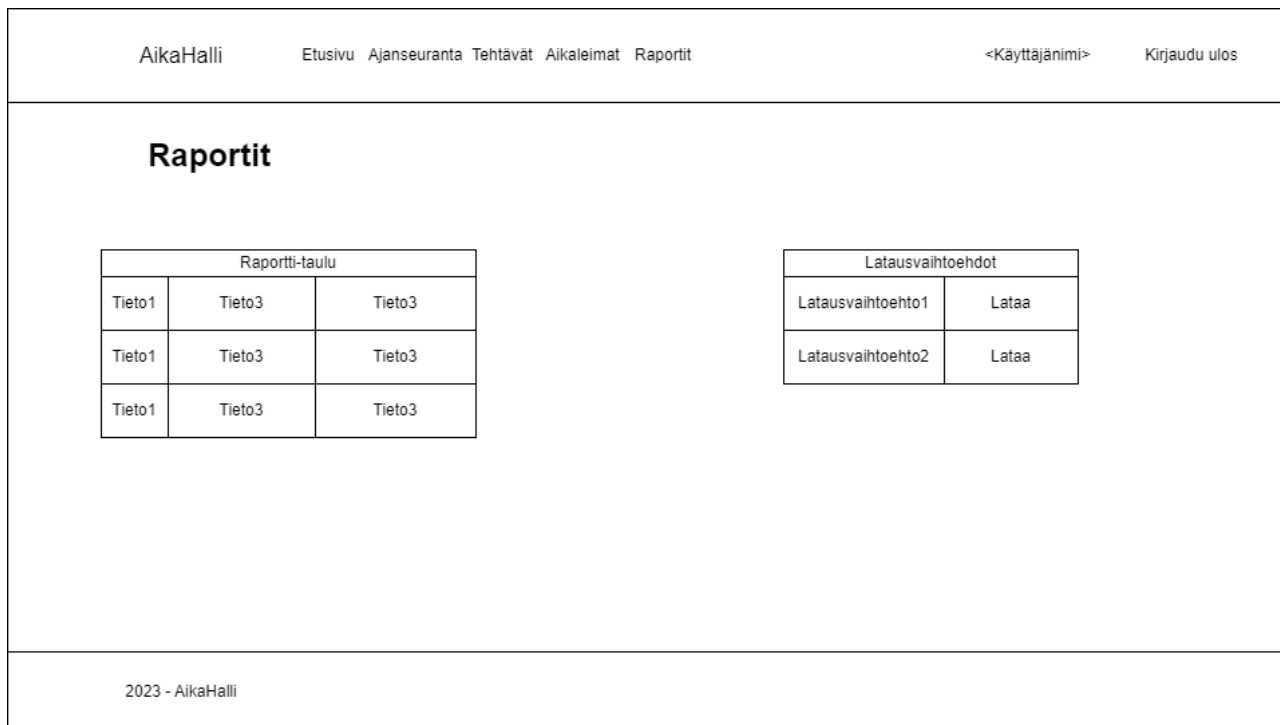 AikaHalli Etusivu Ajanseuranta Tehtävät Aikaleimat Raportit <Käyttäjänimi> Kirjaudu ulos
Raportit
Raportti-taulu
Tieto1 Tieto3 Tieto3
Tieto1 Tieto3 Tieto3
Tieto1 Tieto3 Tieto3
Latausvaihtoehdot
Latausvaihtoehto1 Lataa
Latausvaihtoehto2 Lataa
2023 - AikaHalli